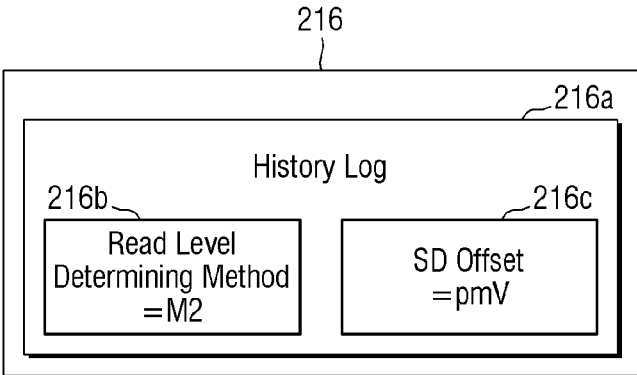 216
216a
History Log
216b
216c
Read Level
Determining Method
=M2
SD Offset
=pmV